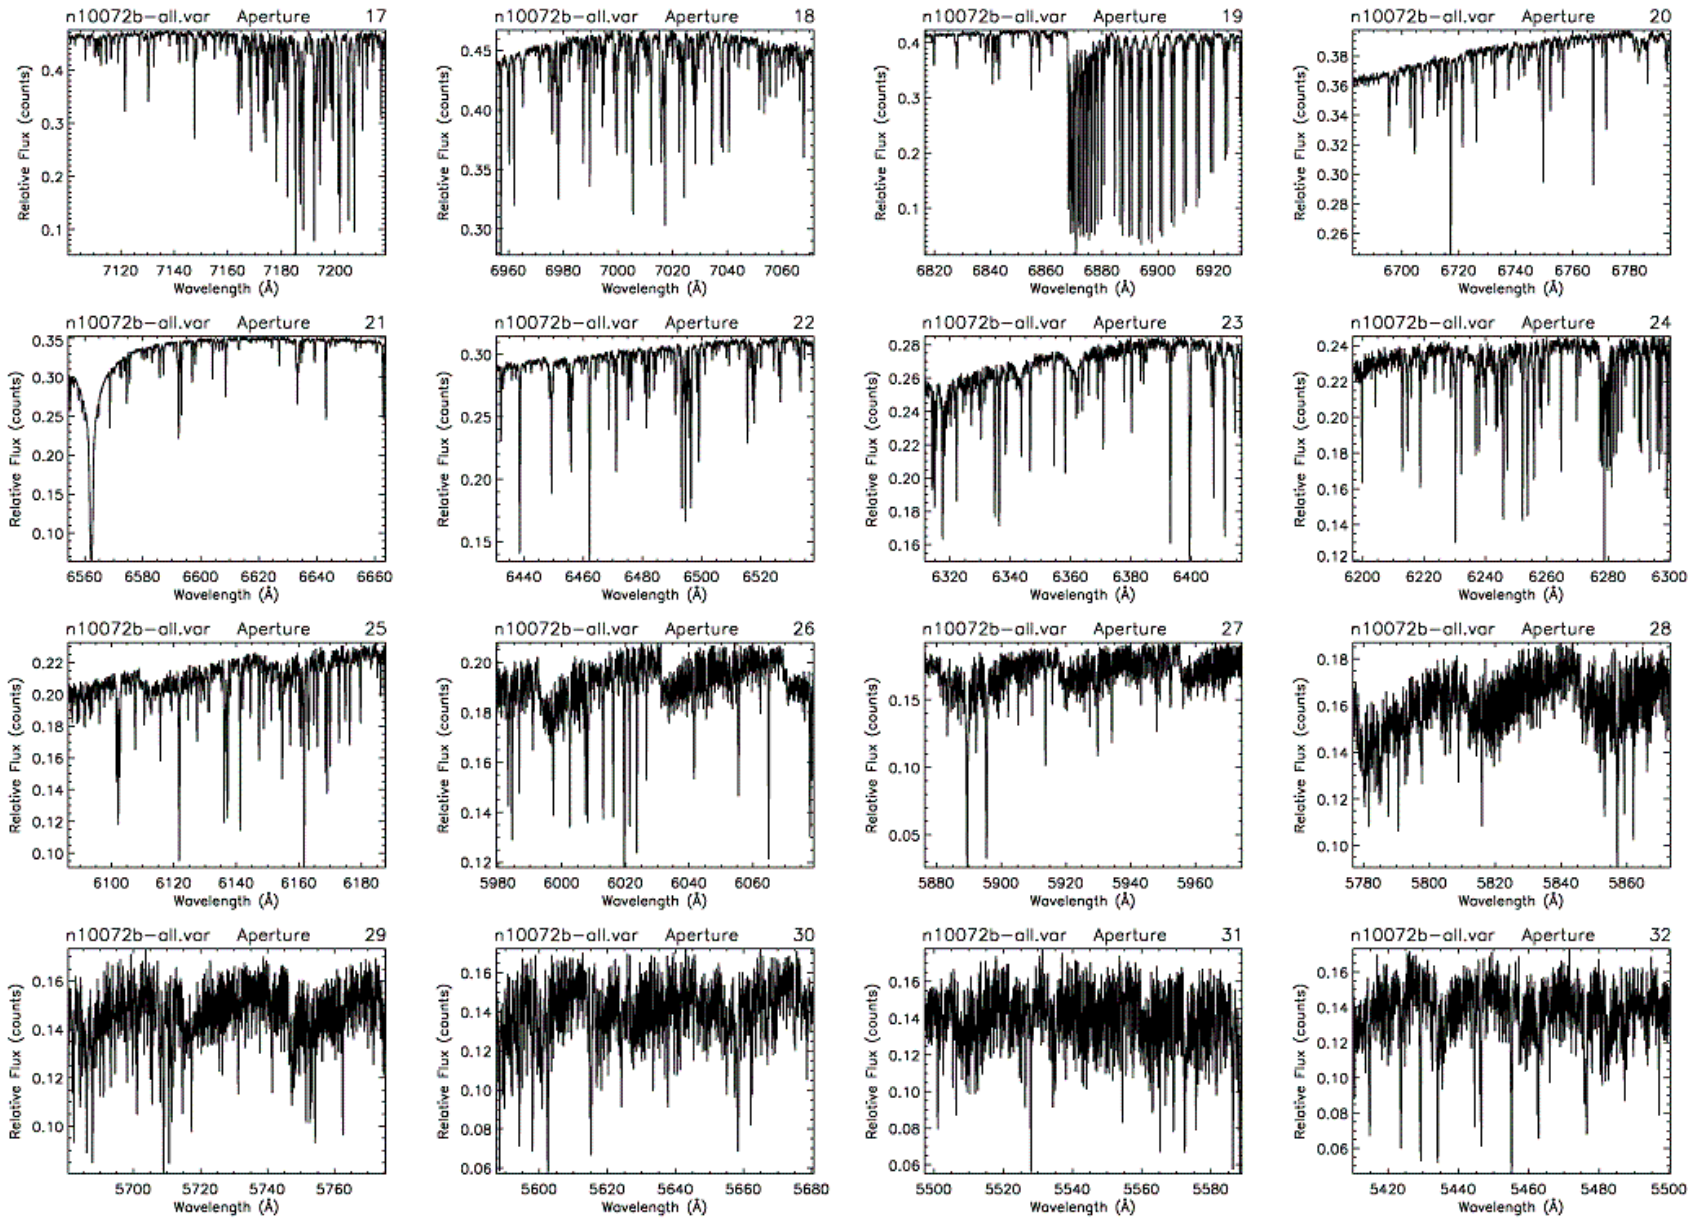 n10072b-all.var Aperture 17
0.4
0.3
0.2
0.1
Relative Flux (counts)
7120 7140 7160 7180 7200
Wavelength (Å)
n10072b-all.var Aperture 18
0.45
0.40
0.35
0.30
Relative Flux (counts)
6960 6980 7000 7020 7040 7060
Wavelength (Å)
n10072b-all.var Aperture 19
0.4
0.3
0.2
0.1
Relative Flux (counts)
6820 6840 6860 6880 6900 6920
Wavelength (Å)
n10072b-all.var Aperture 20
0.38
0.36
0.34
0.32
0.30
0.28
0.26
Relative Flux (counts)
6700 6720 6740 6760 6780
Wavelength (Å)
n10072b-all.var Aperture 21
0.35
0.30
0.25
0.20
0.15
0.10
Relative Flux (counts)
6560 6580 6600 6620 6640 6660
Wavelength (Å)
n10072b-all.var Aperture 22
0.30
0.25
0.20
0.15
Relative Flux (counts)
6440 6460 6480 6500 6520
Wavelength (Å)
n10072b-all.var Aperture 23
0.28
0.26
0.24
0.22
0.20
0.18
0.16
Relative Flux (counts)
6320 6340 6360 6380 6400
Wavelength (Å)
n10072b-all.var Aperture 24
0.24
0.22
0.20
0.18
0.16
0.14
0.12
Relative Flux (counts)
6200 6220 6240 6260 6280 6300
Wavelength (Å)
n10072b-all.var Aperture 25
0.22
0.20
0.18
0.16
0.14
0.12
0.10
Relative Flux (counts)
6100 6120 6140 6160 6180
Wavelength (Å)
n10072b-all.var Aperture 26
0.20
0.18
0.16
0.14
0.12
Relative Flux (counts)
5980 6000 6020 6040 6060
Wavelength (Å)
n10072b-all.var Aperture 27
0.15
0.10
0.05
Relative Flux (counts)
5880 5900 5920 5940 5960
Wavelength (Å)
n10072b-all.var Aperture 28
0.18
0.16
0.14
0.12
0.10
Relative Flux (counts)
5780 5800 5820 5840 5860
Wavelength (Å)
n10072b-all.var Aperture 29
0.16
0.14
0.12
0.10
Relative Flux (counts)
5700 5720 5740 5760
Wavelength (Å)
n10072b-all.var Aperture 30
0.16
0.14
0.12
0.10
0.08
0.06
Relative Flux (counts)
5600 5620 5640 5660 5680
Wavelength (Å)
n10072b-all.var Aperture 31
0.16
0.14
0.12
0.10
0.08
0.06
Relative Flux (counts)
5500 5520 5540 5560 5580
Wavelength (Å)
n10072b-all.var Aperture 32
0.16
0.14
0.12
0.10
0.08
0.06
Relative Flux (counts)
5420 5440 5460 5480 5500
Wavelength (Å)